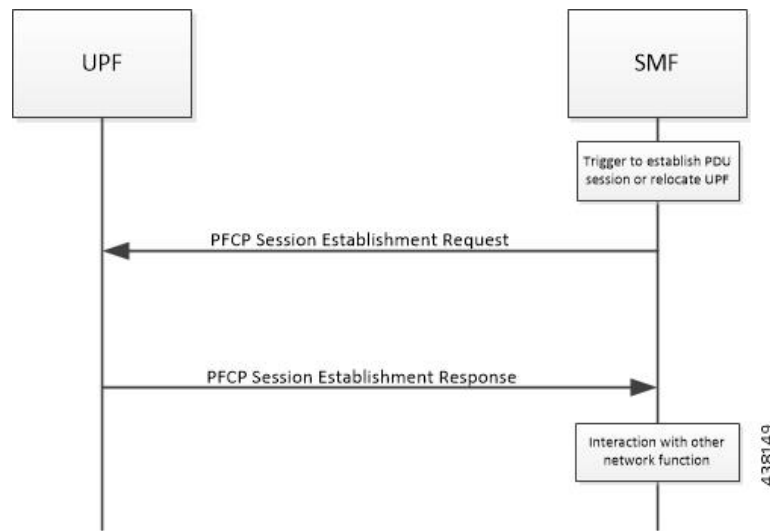 UPF
SMF
Trigger to establish PDU
session or relocate UPF
PFCP Session Establishment Request
PFCP Session Establishment Response
Interaction with other
network function
438149